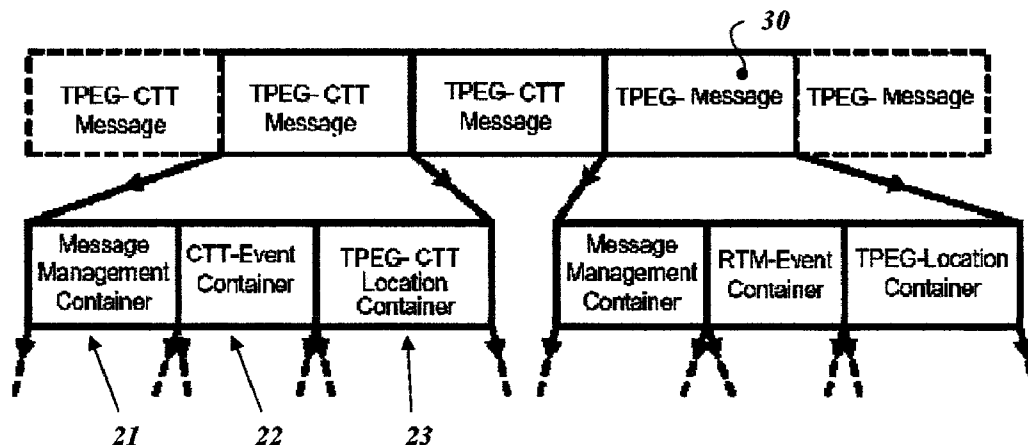 30
TPEG- CTT
Message
TPEG- CTT
Message
TPEG- CTT
Message
TPEG- Message
TPEG- Message
Message
Management
Container
CTT-Event
Container
TPEG- CTT
Location
Container
Message
Management
Container
RTM-Event
Container
TPEG-Location
Container
21
22
23